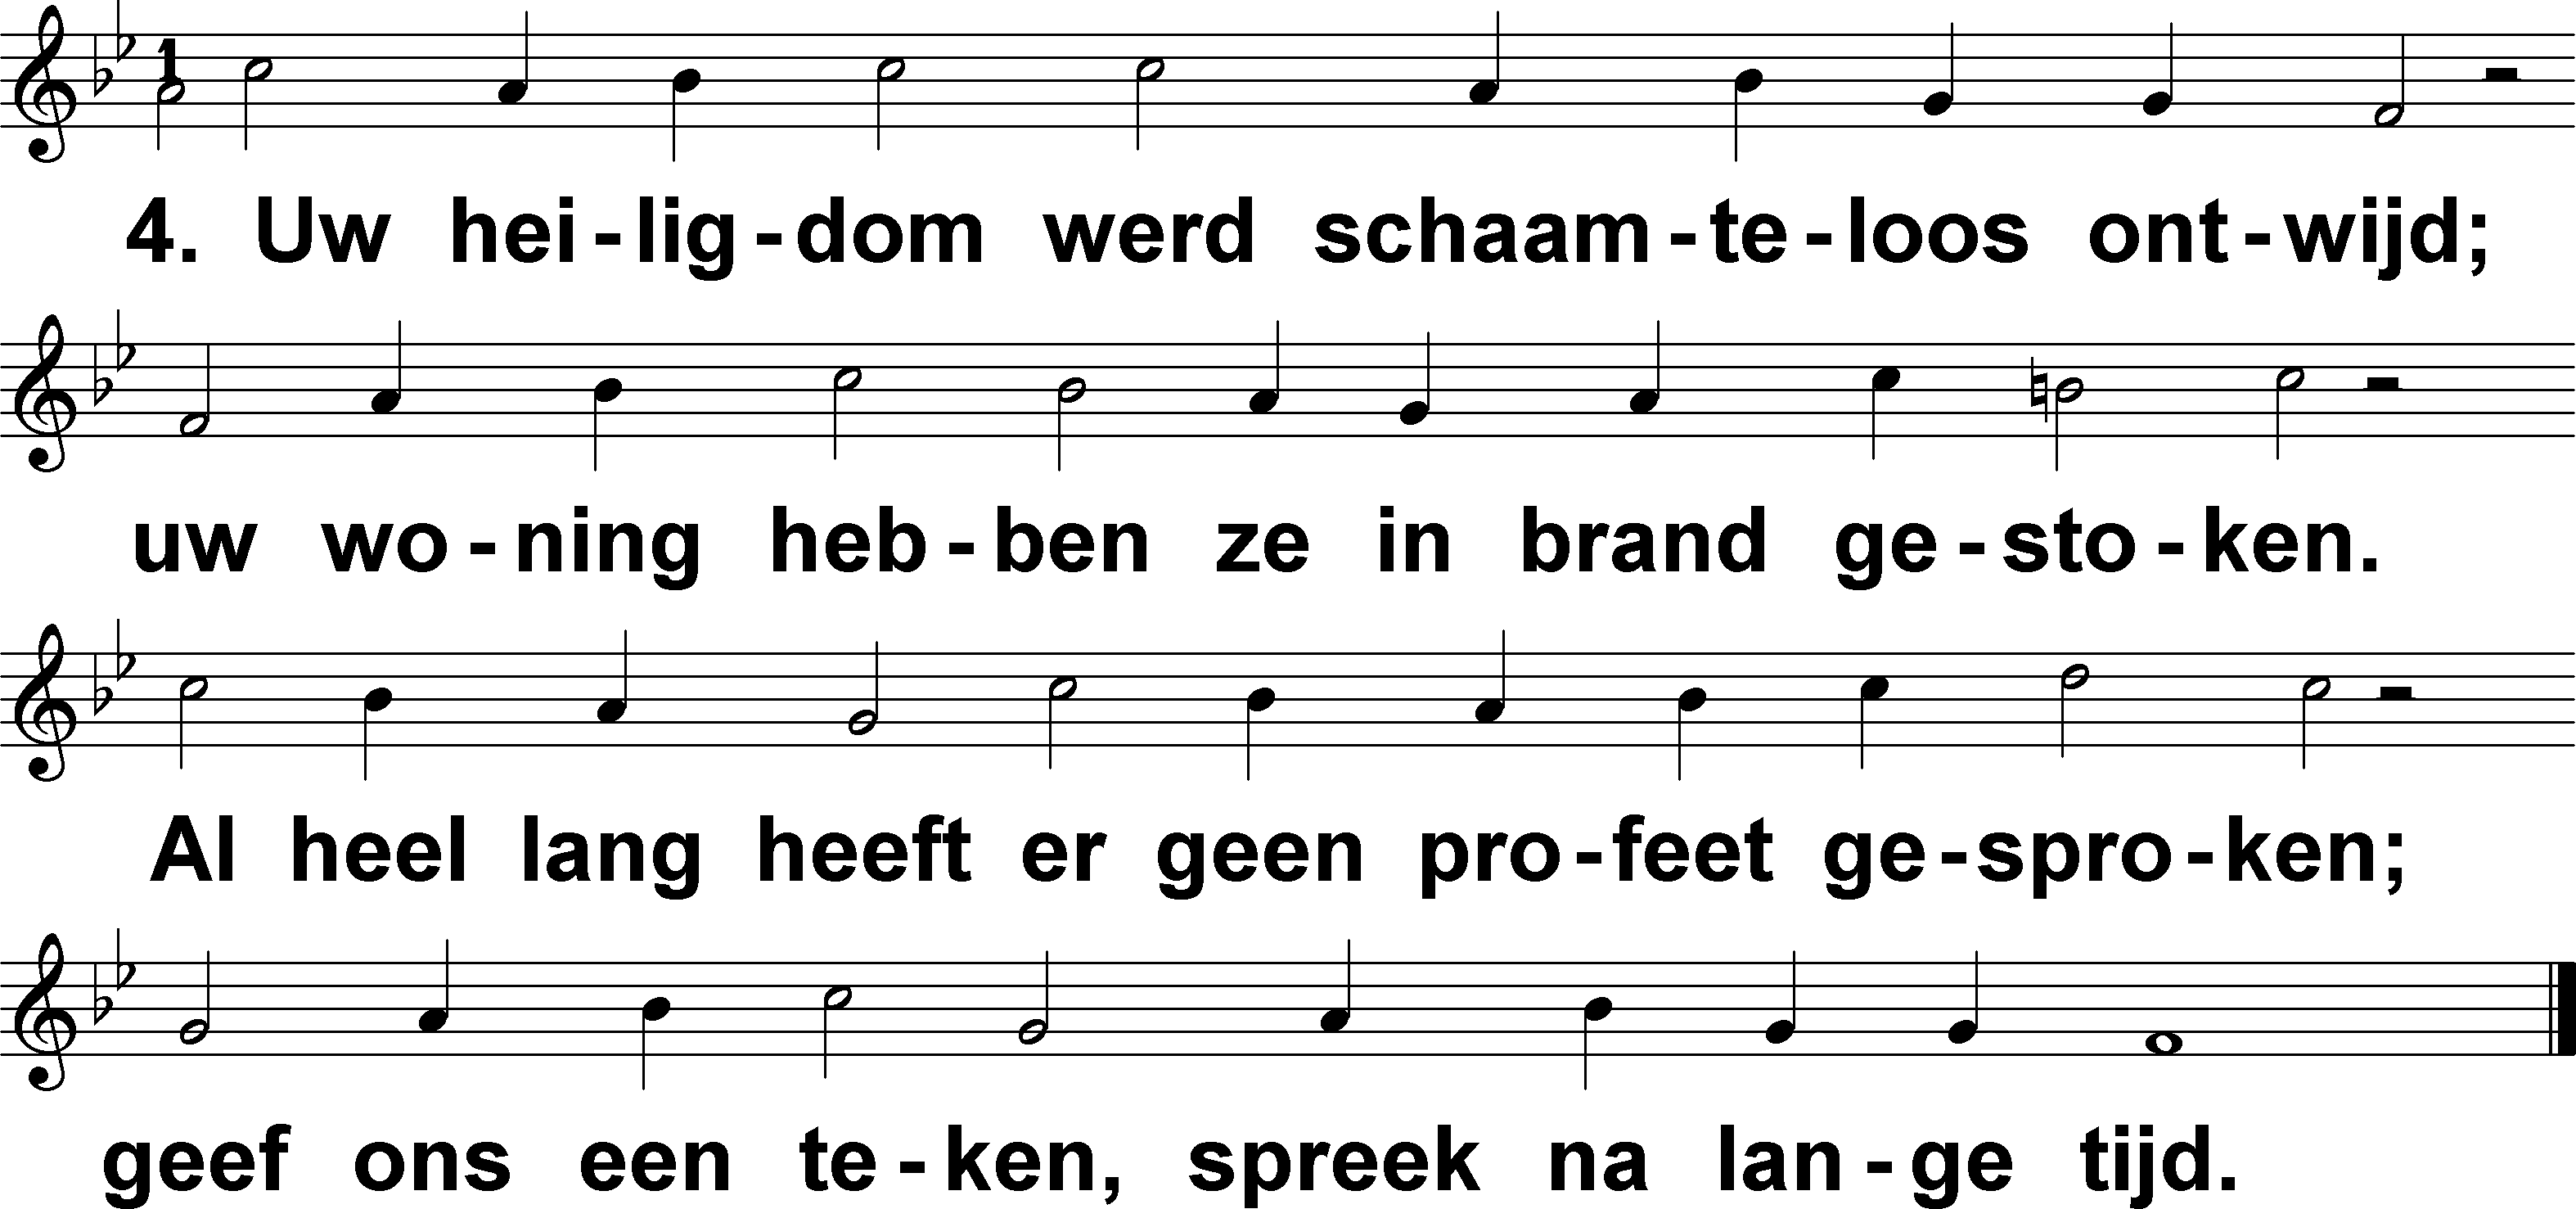 1
4. Uw hei-lig-dom werd schaam-te-loos ont-wijd;
uw wo-ning heb-ben ze in brand ge-sto-ken.
Al heel lang heeft er geen pro-feet ge-spro-ken;
geef ons een te-ken, spreek na lan-ge tijd.